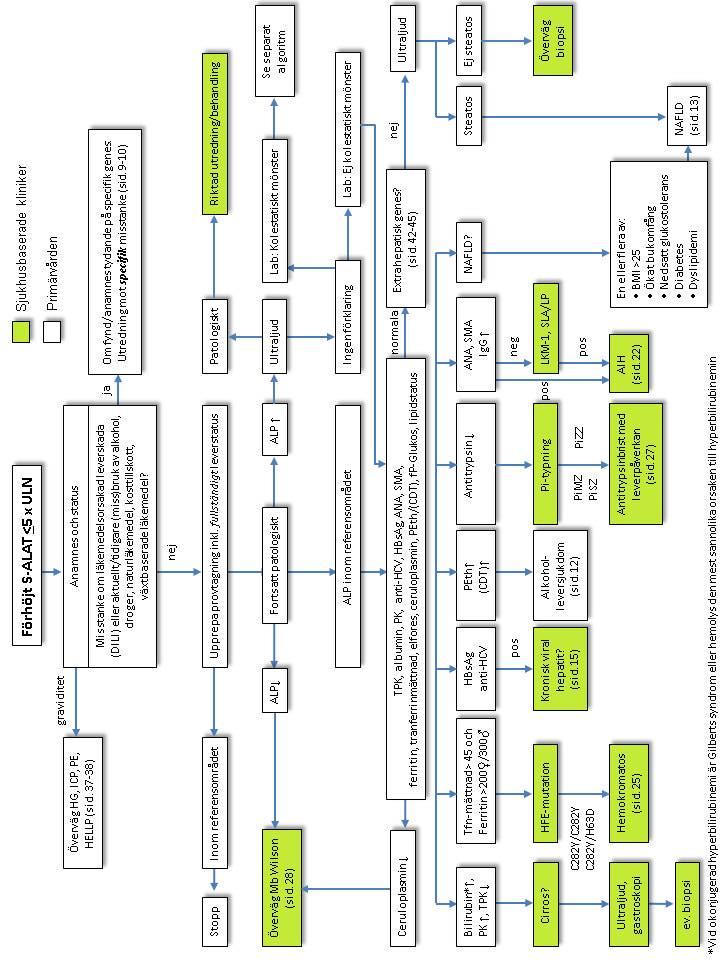 Sjukhusbaserade kliniker
Primärvården
Förhöjt S-ALAT ≤5 x ULN
Anamnes och status
Misstanke om läkemedelsorsakad leverskada
(DILI) eller aktuellt/tidigare (miss)bruk av alkohol,
droger, naturläkemedel, kosttillskott,
växtbaserade läkemedel?
graviditet
Överväg HG, ICP, PE,
HELLP (sid. 37-38)
ja
Om fynd/anamnes tydande på specifik genes:
Utredning mot specifik misstanke (sid. 9-10)
nej
Upprepa provtagning inkl. fullständigt leverstatus
Inom referensområdet
Stopp
Fortsatt patologiskt
ALP↓
Överväg Mb Wilson
(sid.28)
ALP↑
Ultraljud
Patologiskt
Riktad utredning/behandling
Ingen förklaring
Lab: Kolestatiskt mönster
Se separat
algoritm
Lab: Ej kolestatiskt mönster
ALP inom referensområdet
TPK, albumin, PK, anti-HCV, HBsAg, ANA, SMA,
ferritin, tranferrinmättnad, elfores, ceruloplasmin, PEth/(CDT), fP-Glukos, lipidstatus
Ceruloplasmin↓
normala
Extrahepatisk genes?
(sid.42-45)
nej
Ultraljud
Ej steatos
Överväg
biopsi
Steatos
NAFLD
(sid.13)
Bilirubin*↑,
PK↑, TPK↓
Cirros?
Ultraljud,
gastroskopi
ev. biopsi
Tfn-mättnad> 45 och
Ferritin >200♀/300♂
HFE-mutation
C282Y/C282Y
C282Y/H63D
Hemokromatos
(sid.25)
HBsAg
anti-HCV
pos
Kronisk viral
hepatit?
(sid.15)
PEth↑
(CDT)↑
Alkohol-
leversjukdom
(sid.12)
Antitrypsin↓
Pi-typning
PiMZ
PiSZ
PiZZ
Antitrypsinbrist med
leverpåverkan
(sid.27)
ANA, SMA
IgG↑
neg
LKM-1, SLA/LP
pos
pos
AIH
(sid.22)
NAFLD?
En eller flera av:
• BMI >25
• Ökat bukomfång
• Nedsatt glukostolerans
• Diabetes
• Dyslipidemi
*Vid okonjugerad hyperbilirubinemi är Gilberts syndrom eller hemolys den mest sannolika orsaken till hyperbilirubinemin